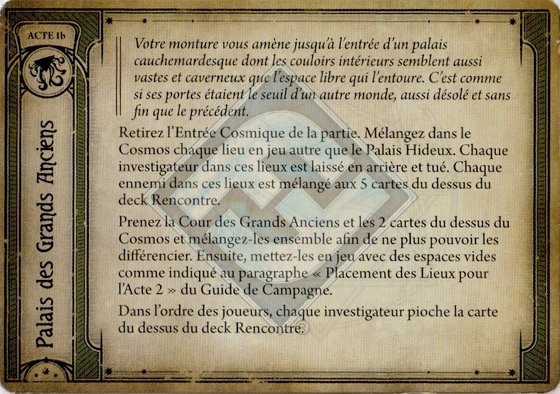 ACTE 1b
Palais des Grands Anciens
Votre monture vous amène jusqu'à l'entrée d'un palais
cauchemardesque dont les couloirs intérieurs semblent aussi
vastes et caverneux que l'espace libre qui l'entoure. C'est comme
si ses portes étaient le seuil d'un autre monde, aussi désolé et sans
fin que le précédent.
Retirez l'Entrée Cosmique de la partie. Mélangez dans le
Cosmos chaque lieu en jeu autre que le Palais Hideux. Chaque
investigateur dans ces lieux est laissé en arrière et tué. Chaque
ennemi dans ces lieux est mélangé aux 5 cartes du dessus du
deck Rencontre.
Prenez la Cour des Grands Anciens et les 2 cartes du dessus du
Cosmos et mélangez-les ensemble afin de ne plus pouvoir les
différencier. Ensuite, mettez-les en jeu avec des espaces vides
comme indiqué au paragraphe « Placement des Lieux pour
l'Acte 2 » du Guide de Campagne.
Dans l'ordre des joueurs, chaque investigateur pioche la carte
du dessus du deck Rencontre.